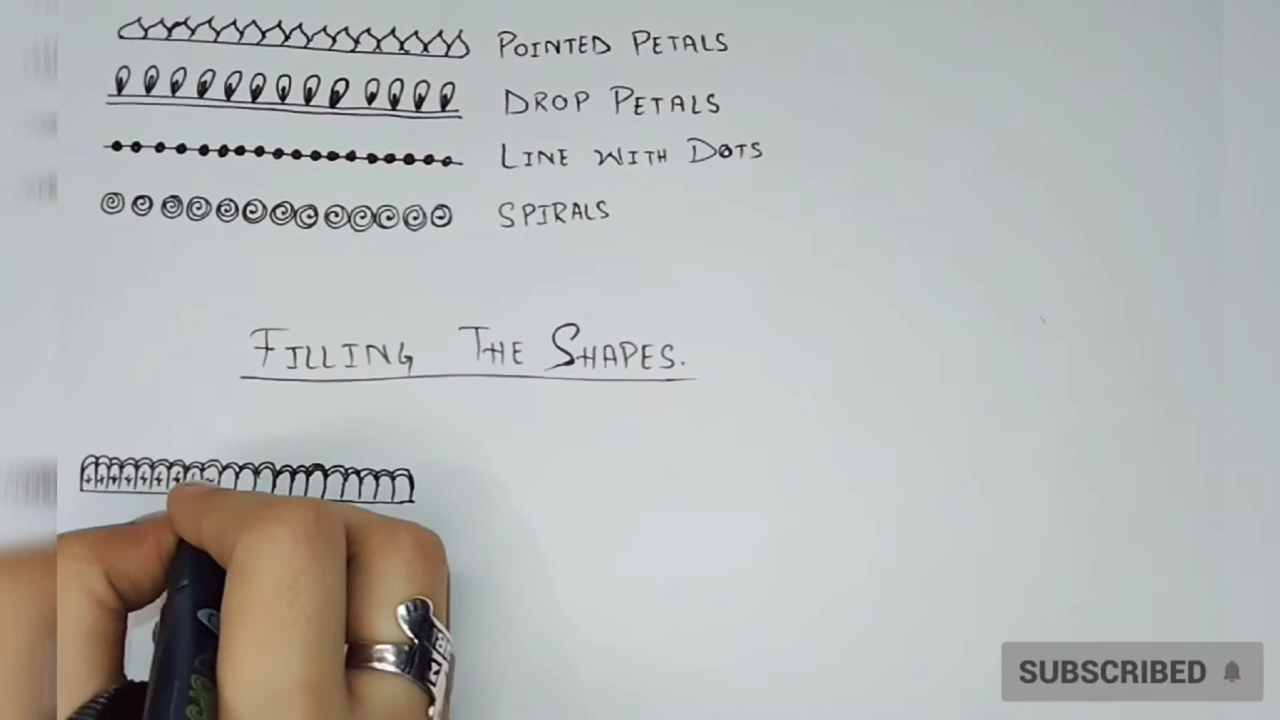 POINTED PETALS
DROP PETALS
LINE WITH DOTS
SPIRALS
FILLING THE SHAPES.
SUBSCRIBED